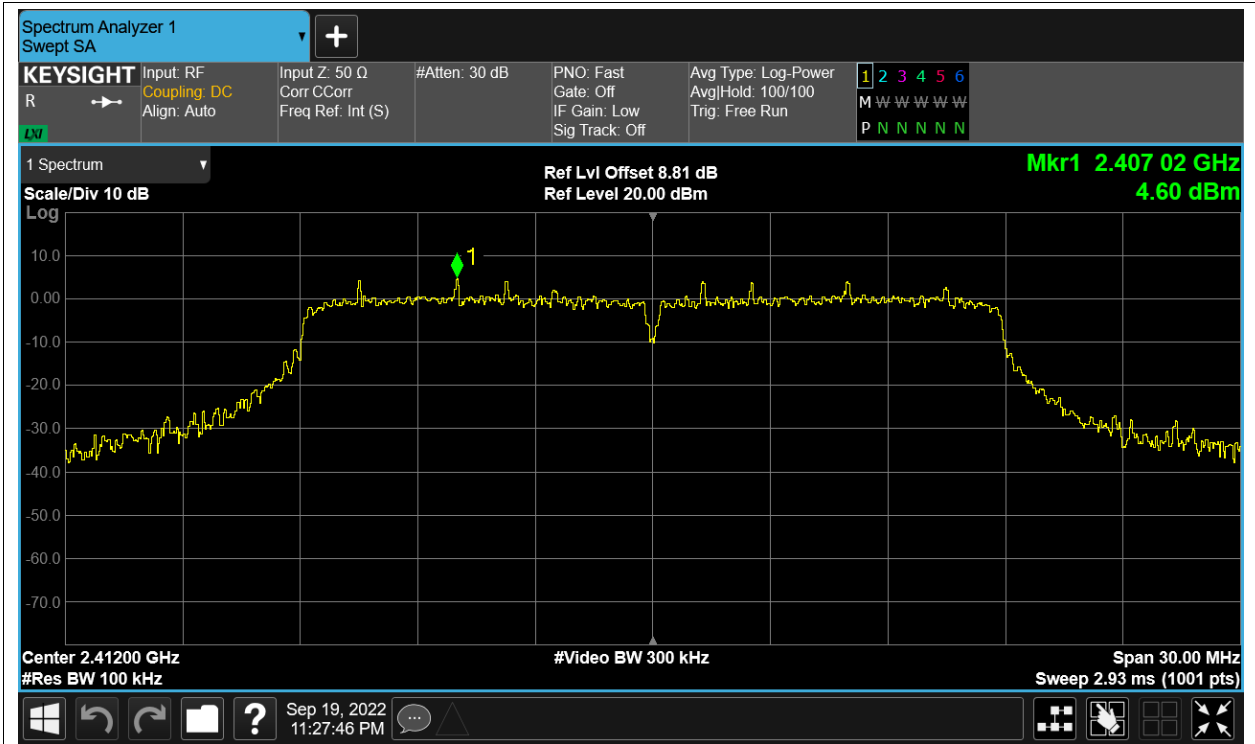 Spectrum Analyzer 1
Swept SA
KEYSIGHT
R
LXI
Input: RF
Coupling: DC
Align: Auto
Input Z: 50 Ω
Corr CCorr
Freq Ref: Int (S)
#Atten: 30 dB
PNO: Fast
Gate: Off
IF Gain: Low
Sig Track: Off
Avg Type: Log-Power
Avg|Hold: 100/100
Trig: Free Run
1 2 3 4 5 6
M W W W W W
P N N N N N
1 Spectrum
Scale/Div 10 dB
Log
Ref Lvl Offset 8.81 dB
Ref Level 20.00 dBm
Mkr1 2.407 02 GHz
4.60 dBm
1
10.0
0.00
-10.0
-20.0
-30.0
-40.0
-50.0
-60.0
-70.0
Center 2.41200 GHz
#Res BW 100 kHz
#Video BW 300 kHz
Span 30.00 MHz
Sweep 2.93 ms (1001 pts)
?
Sep 19, 2022
11:27:46 PM